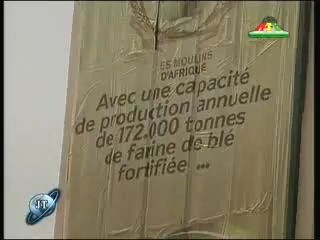 ES MOULINS
D'AFRIQUE
Avec une capacité
de production annuelle
de 172.000 tonnes
de farine de blé
fortifiée ...
JT